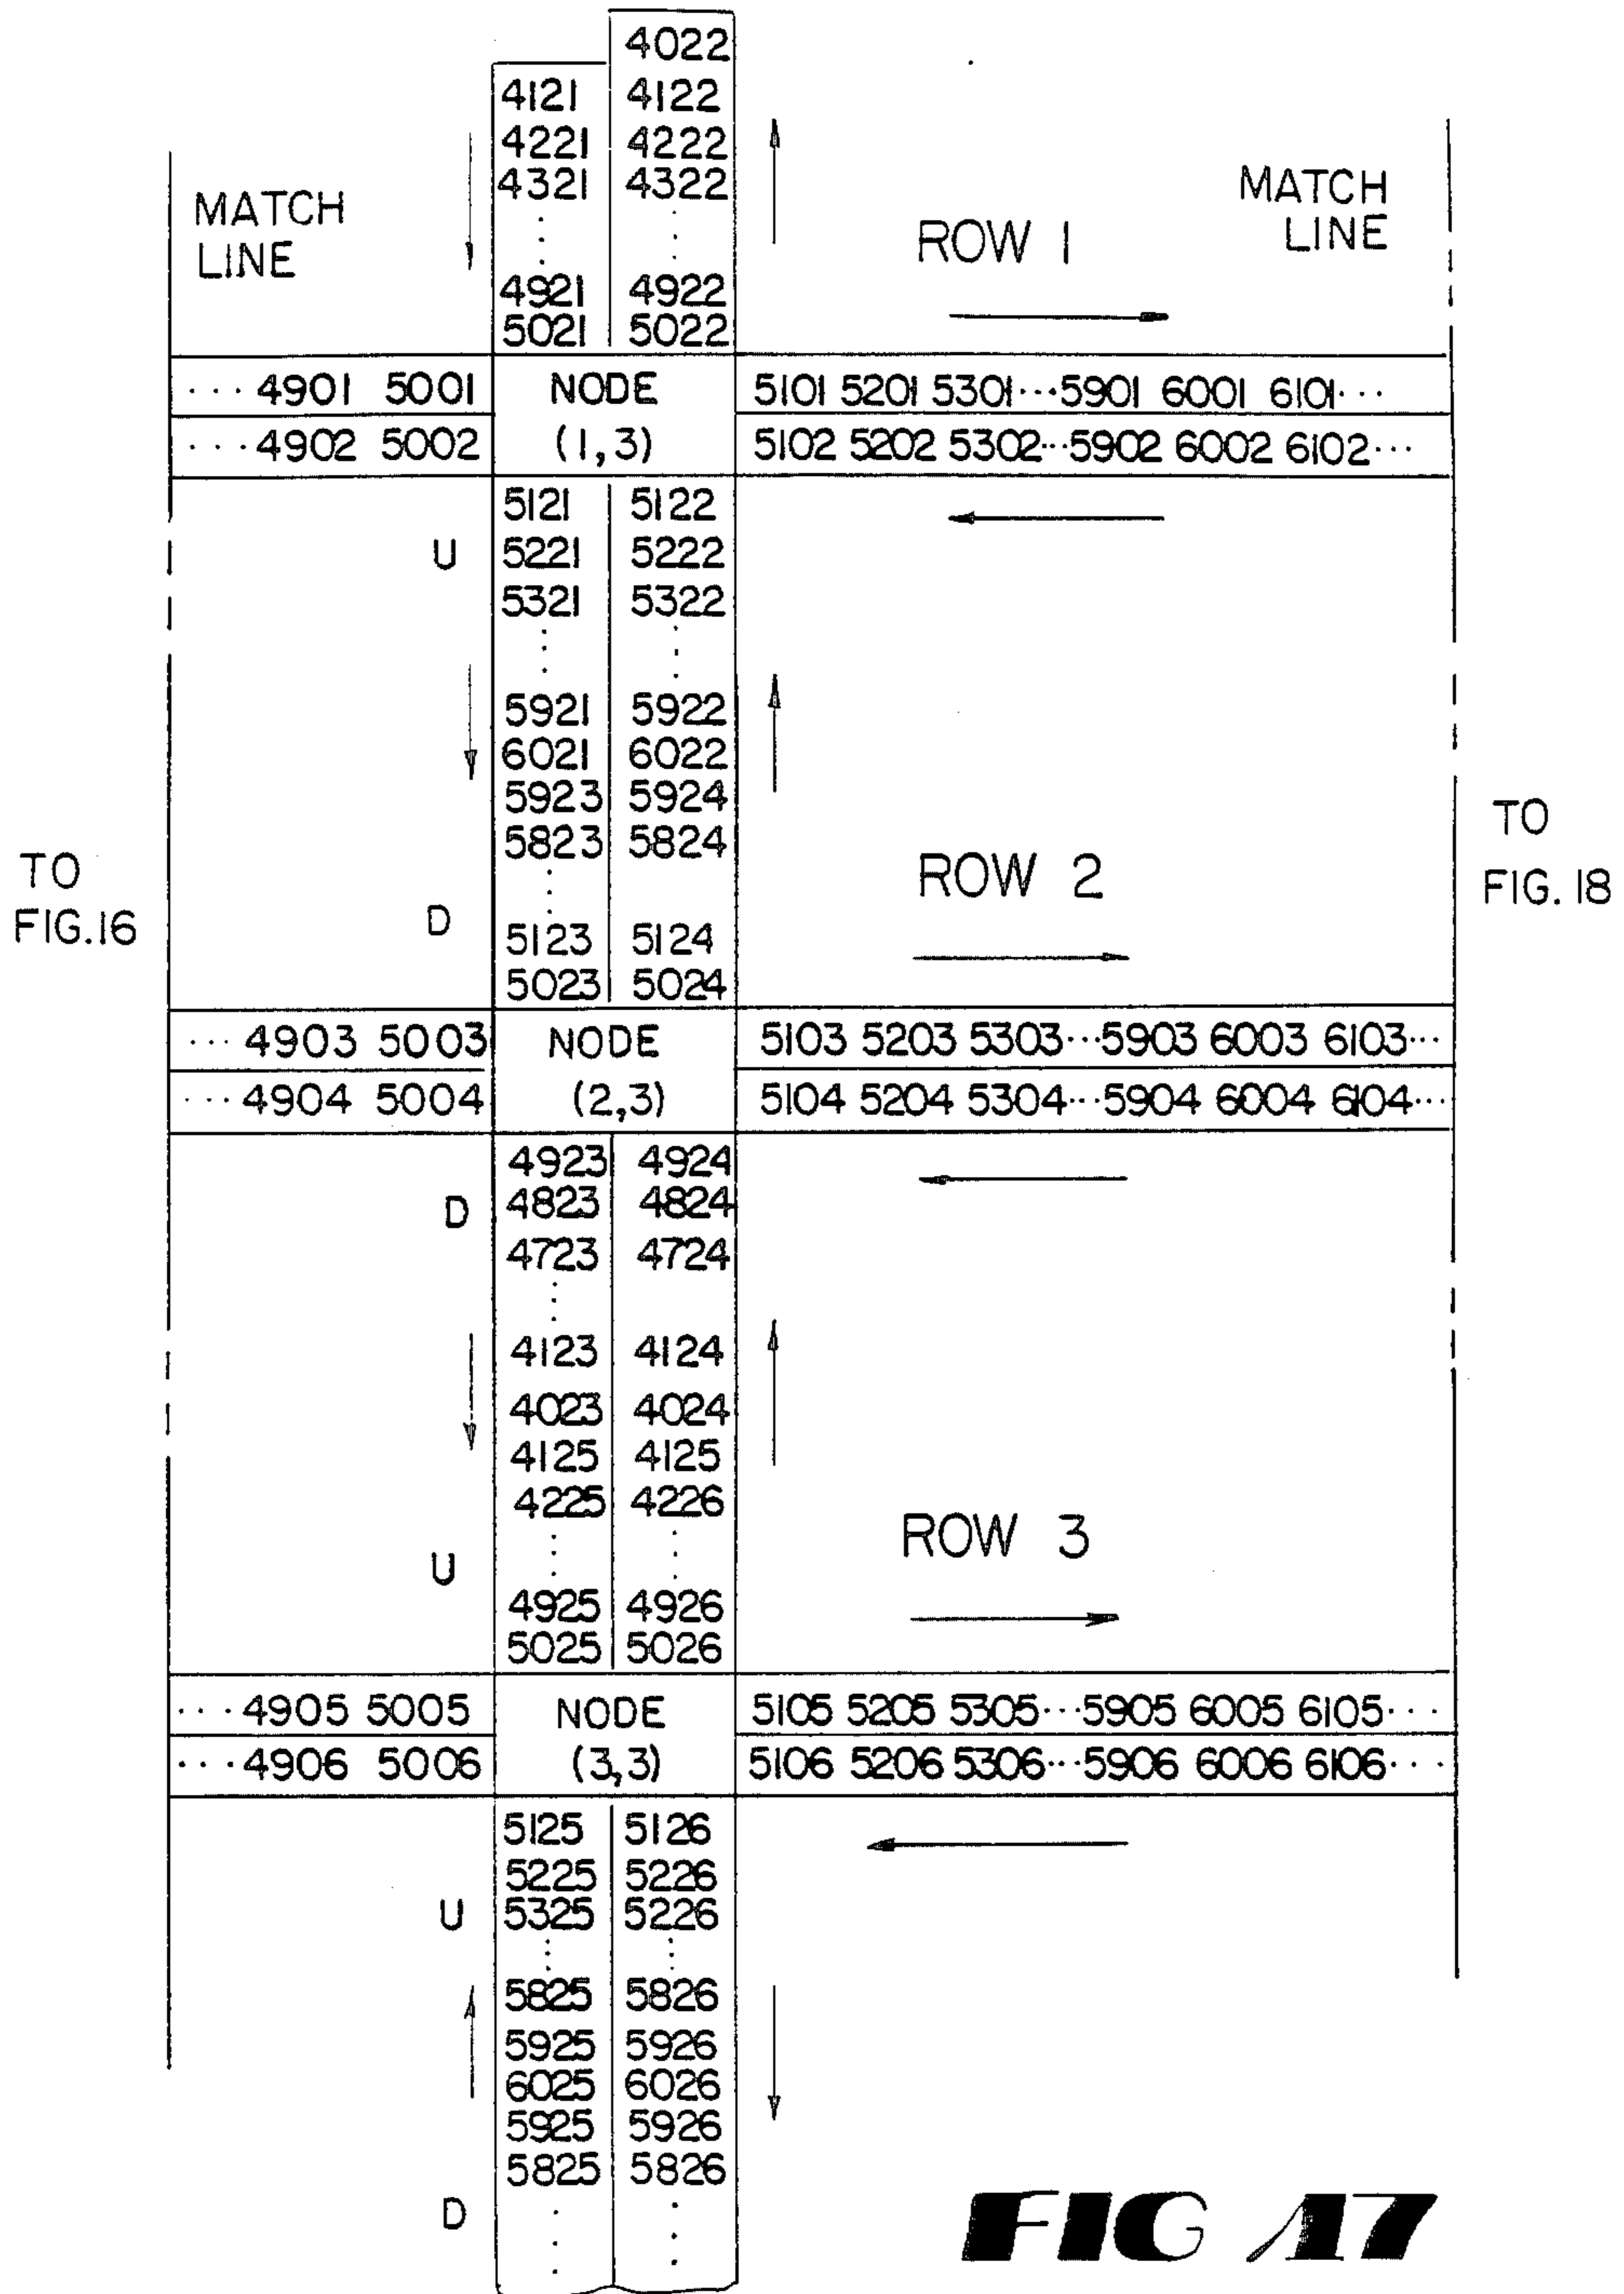 4022
4121 4122
4221 4222
4321 4322
MATCH LINE
MATCH LINE
ROW 1
4921 4922
5021 5022
···4901 5001 NODE 5101 5201 5301···5901 6001 6101···
···4902 5002 (1,3) 5102 5202 5302···5902 6002 6102···
5121 5122
U 5221 5222
5321 5322
5921 5922
6021 6022
5923 5924
5823 5824
ROW 2
TO FIG.16
TO FIG.18
D 5123 5124
5023 5024
···4903 5003 NODE 5103 5203 5303···5903 6003 6103···
···4904 5004 (2,3) 5104 5204 5304···5904 6004 6104···
4923 4924
D 4823 4824
4723 4724
4123 4124
4023 4024
4125 4125
4225 4226
ROW 3
U
4925 4926
5025 5026
···4905 5005 NODE 5105 5205 5305···5905 6005 6105···
···4906 5006 (3,3) 5106 5206 5306···5906 6006 6106···
5125 5126
5225 5226
U 5325 5226
5825 5826
5925 5926
6025 6026
5925 5926
5825 5826
D
FIG 17